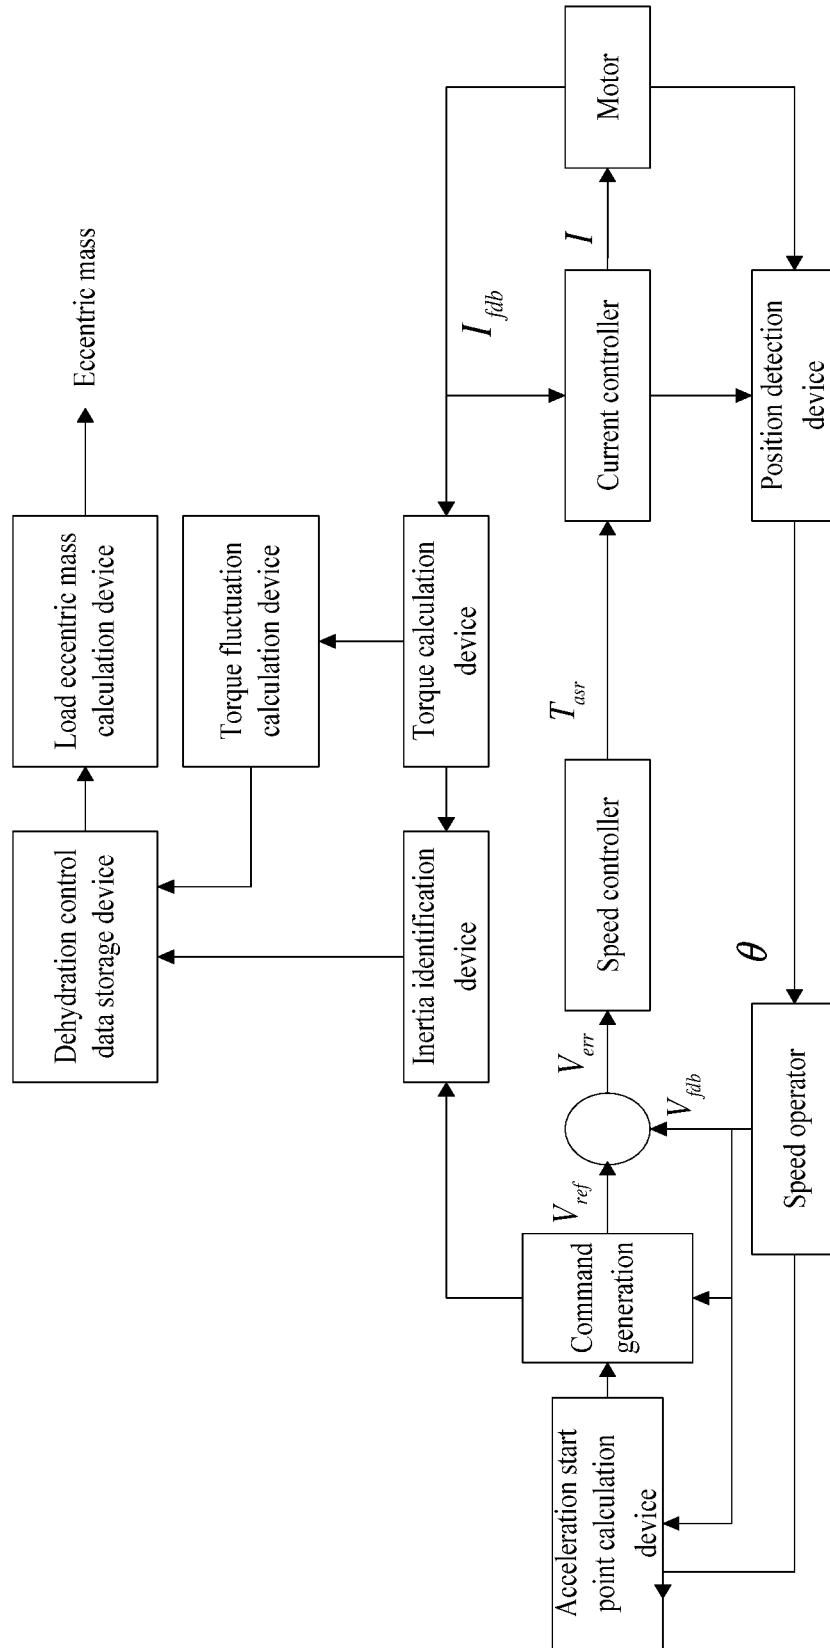 Eccentric mass
Load eccentric mass
calculation device
Dehydration control
data storage device
Torque fluctuation
calculation device
Torque calculation
device
Inertia identification
device
I_fdb
Motor
I
Current controller
T_asr
Speed controller
V_err
V_ref
V_fdb
Command
generation
Acceleration start
point calculation
device
Position detection
device
θ
Speed operator